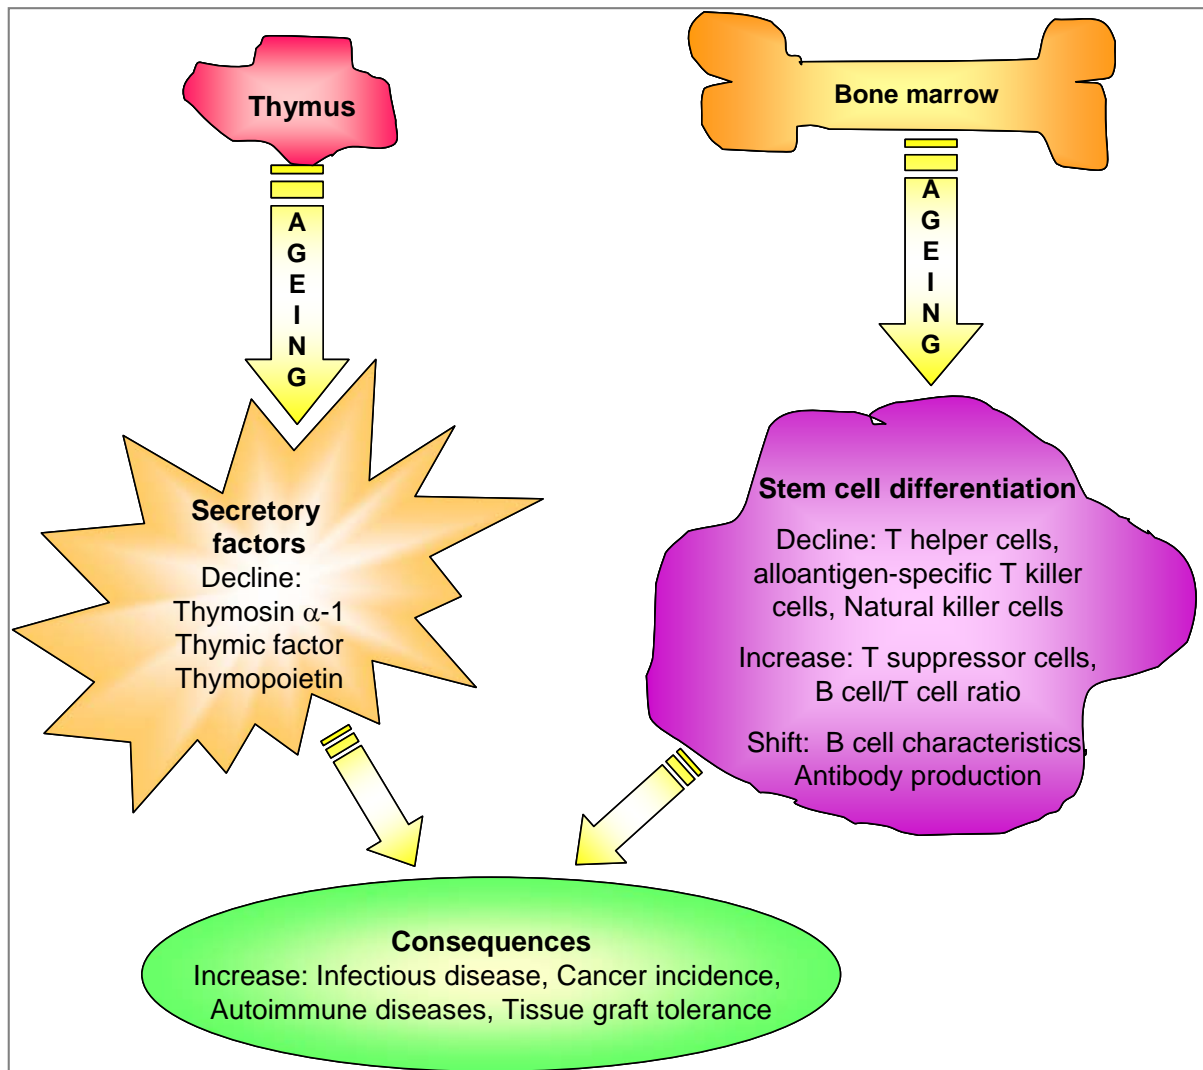 Thymus
Bone marrow
A
G
E
I
N
G
A
G
E
I
N
G
Secretory
factors
Decline:
Thymosin α-1
Thymic factor
Thymopoietin
Stem cell differentiation
Decline: T helper cells,
alloantigen-specific T killer
cells, Natural killer cells
Increase: T suppressor cells,
B cell/T cell ratio
Shift: B cell characteristics,
Antibody production
Consequences
Increase: Infectious disease, Cancer incidence,
Autoimmune diseases, Tissue graft tolerance